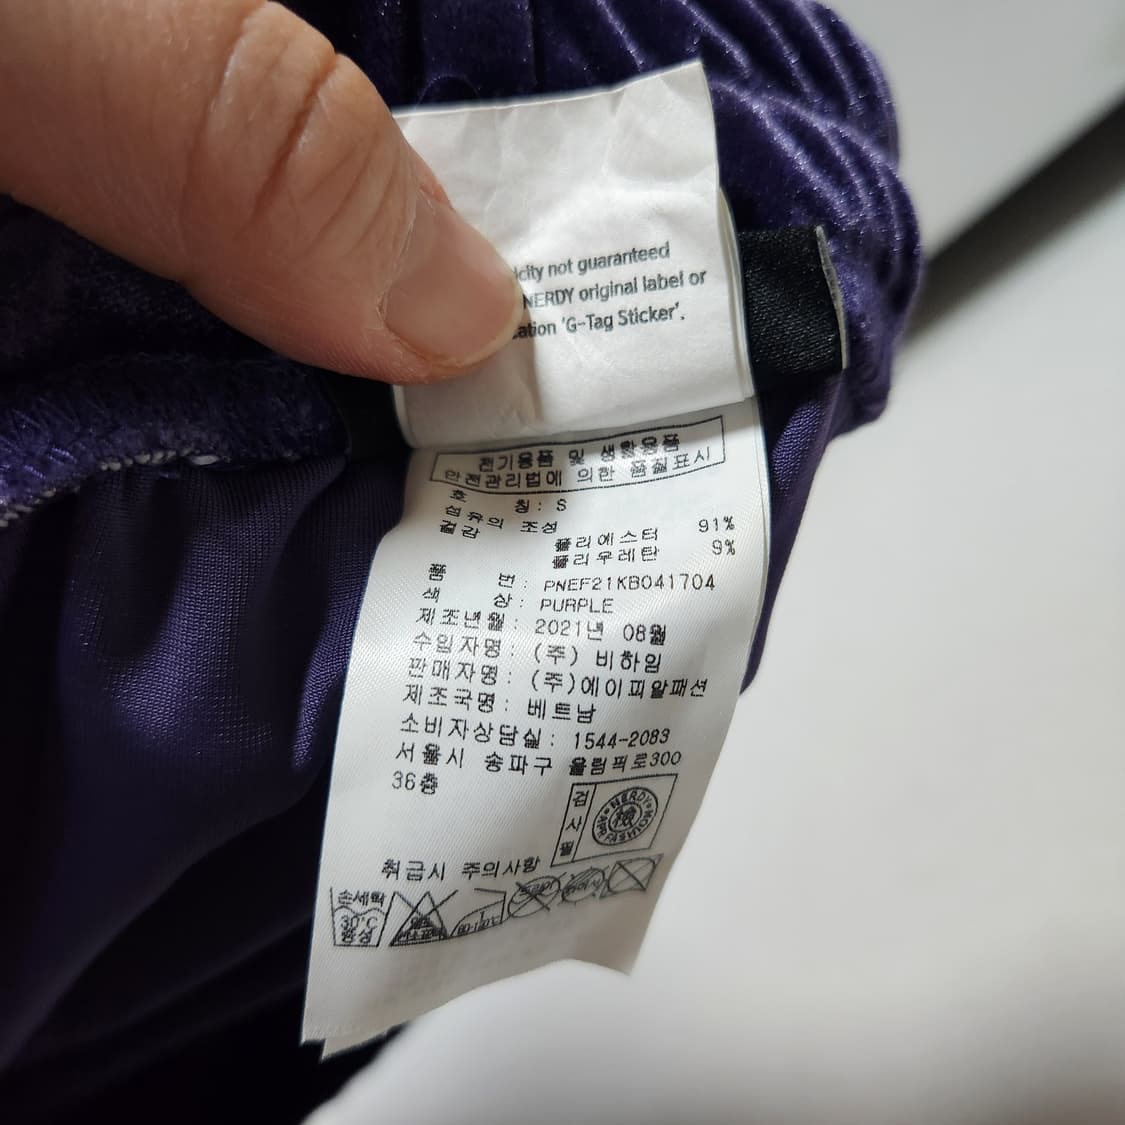 icity not guaranteed
NERDY original label or
cation 'G-Tag Sticker'.
전기용품 및 생활용품
안전관리법에 의한 품질표시
호 칭: S
섬유의 조성
겉감
폴리에스터 91%
폴리우레탄 9%
품 번: PNEF21KB041704
색 상: PURPLE
제조년월: 2021년 08월
수입자명: (주) 비하임
판매자명: (주)에이피알패션
제조국명: 베트남
소비자상담실: 1544-2083
서울시 송파구 올림픽로300
36층
검사필
NERDY
APR FASHION
檢
취급시 주의사항
손세탁
30℃
중성
80-120℃